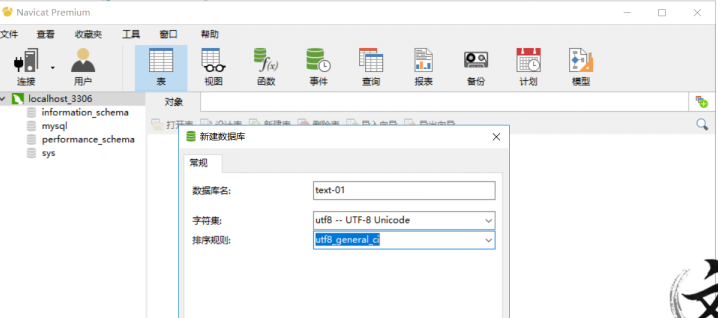 Navicat Premium
文件 查看 收藏夹 工具 窗口 帮助
连接 用户 表 视图 函数 事件 查询 报表 备份 计划 模型
f(x)
localhost_3306
对象
information_schema
mysql
performance_schema
sys
打开表 设计表 新建表 删除表 导入向导 导出向导
新建数据库
常规
数据库名: text-01
字符集: utf8 -- UTF-8 Unicode
排序规则: utf8_general_ci